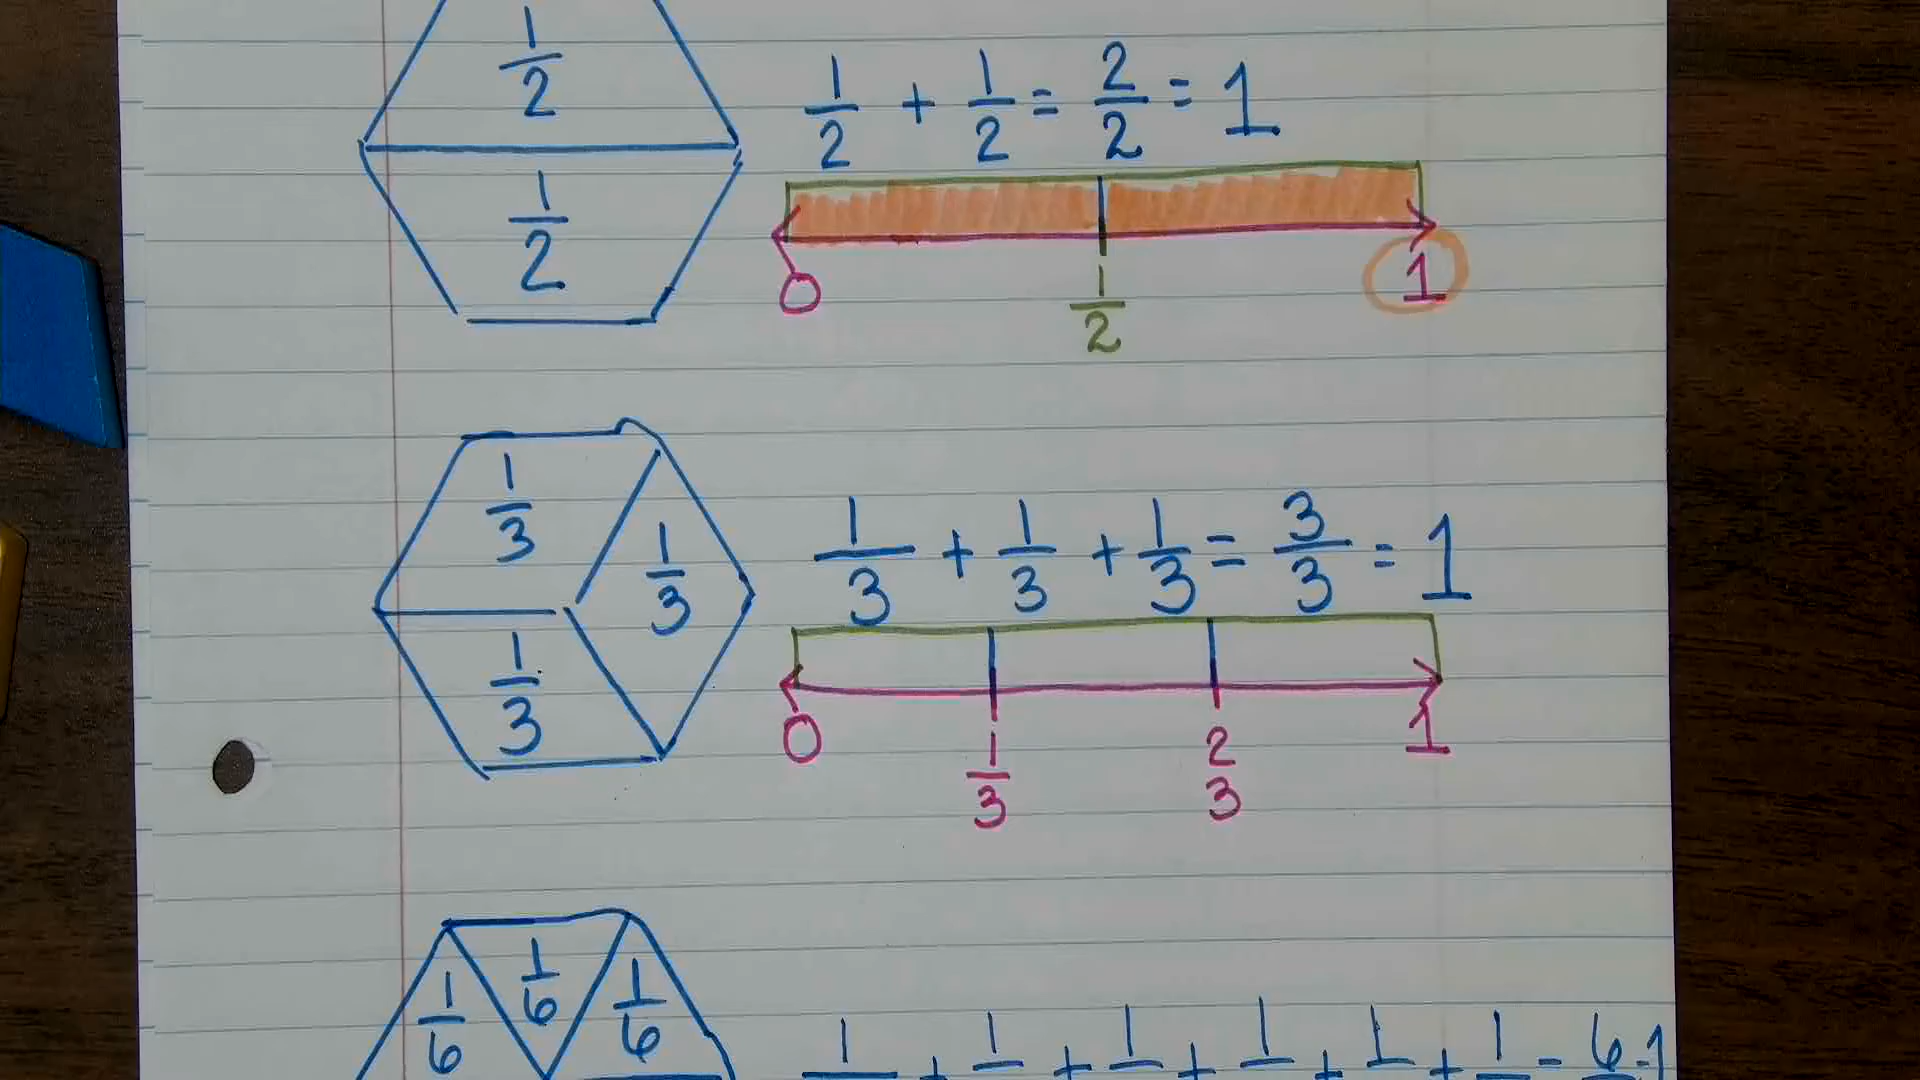 1/2
1/2
1/2 + 1/2 = 2/2 = 1
0 1/2 1
1/3
1/3
1/3
1/3 + 1/3 + 1/3 = 3/3 = 1
0 1/3 2/3 1
1/6 1/6 1/6